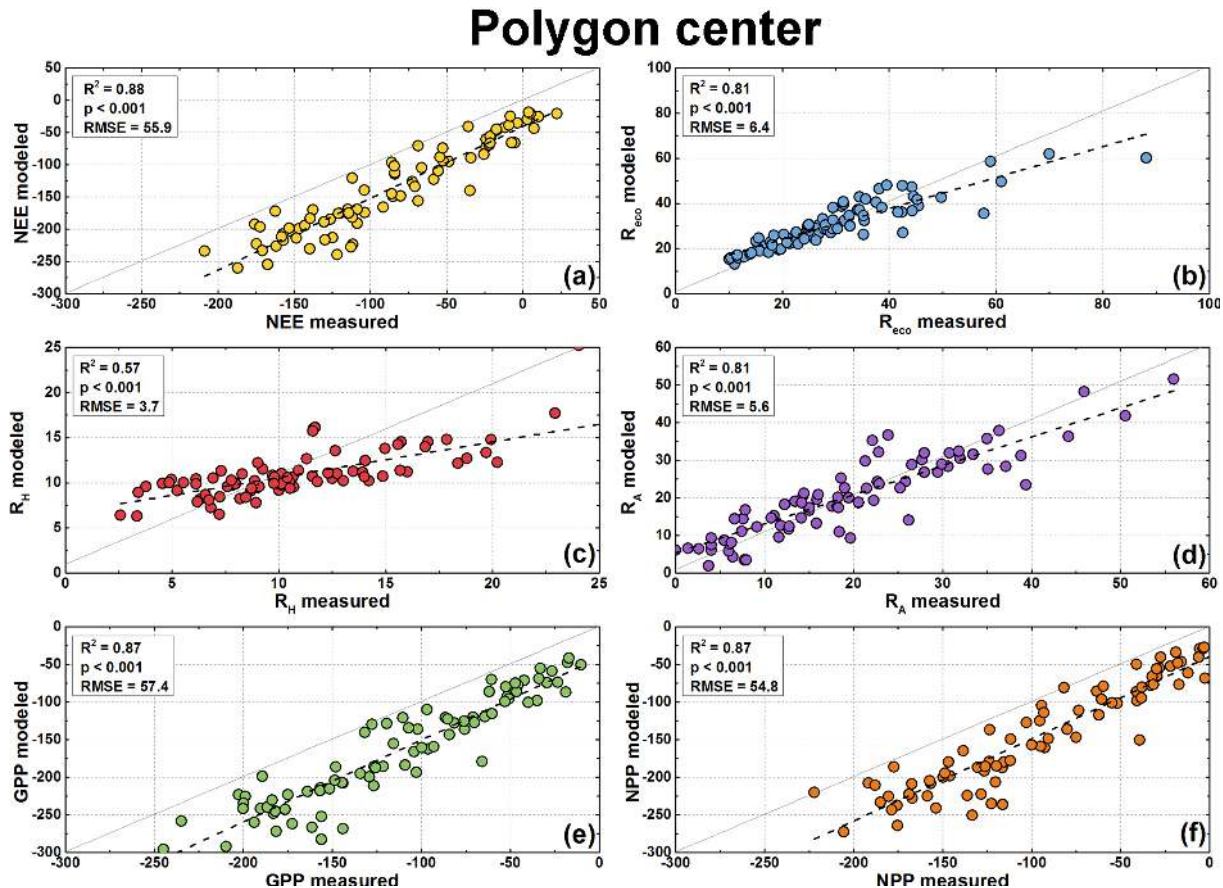 Polygon center
R² = 0.88
p < 0.001
RMSE = 55.9
50
0
-50
-100
-150
-200
-250
-300
NEE modeled
-300 -250 -200 -150 -100 -50 0 50
NEE measured
(a)
R² = 0.81
p < 0.001
RMSE = 6.4
100
80
60
40
20
0
Reco modeled
0 20 40 60 80 100
Reco measured
(b)
R² = 0.57
p < 0.001
RMSE = 3.7
25
20
15
10
5
0
RH modeled
0 5 10 15 20 25
RH measured
(c)
R² = 0.81
p < 0.001
RMSE = 5.6
60
50
40
30
20
10
0
RA modeled
0 10 20 30 40 50 60
RA measured
(d)
R² = 0.87
p < 0.001
RMSE = 57.4
0
-50
-100
-150
-200
-250
-300
GPP modeled
-300 -250 -200 -150 -100 -50 0
GPP measured
(e)
R² = 0.87
p < 0.001
RMSE = 54.8
0
-50
-100
-150
-200
-250
-300
NPP modeled
-300 -250 -200 -150 -100 -50 0
NPP measured
(f)